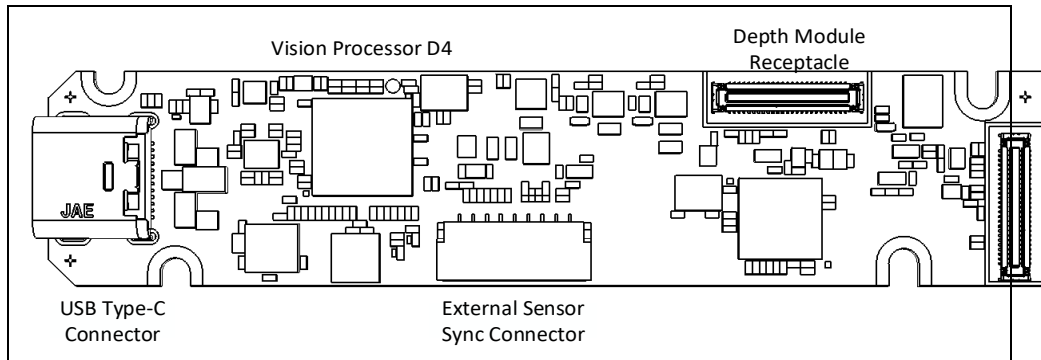 Vision Processor D4
Depth Module
Receptacle
JAE
USB Type-C
Connector
External Sensor
Sync Connector